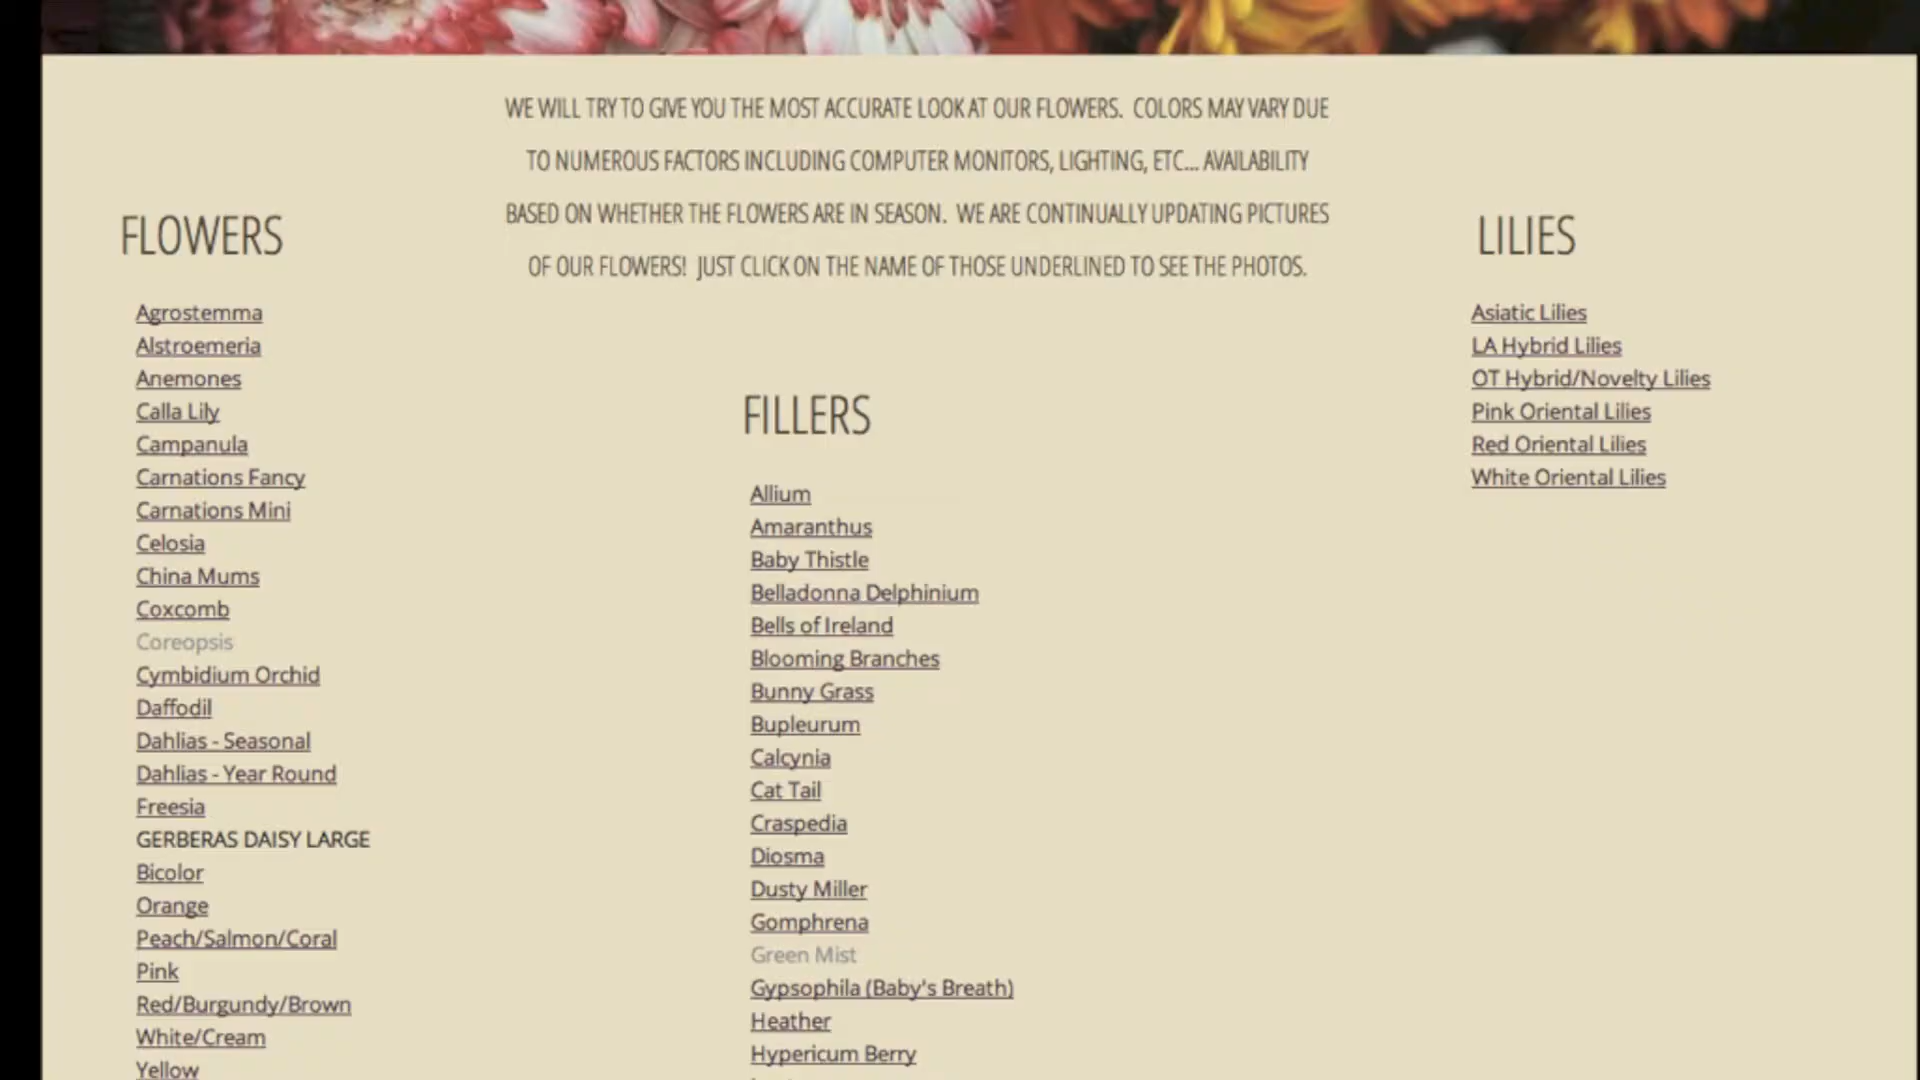 WE WILL TRY TO GIVE YOU THE MOST ACCURATE LOOK AT OUR FLOWERS. COLORS MAY VARY DUE
TO NUMEROUS FACTORS INCLUDING COMPUTER MONITORS, LIGHTING, ETC... AVAILABILITY
BASED ON WHETHER THE FLOWERS ARE IN SEASON. WE ARE CONTINUALLY UPDATING PICTURES
OF OUR FLOWERS! JUST CLICK ON THE NAME OF THOSE UNDERLINED TO SEE THE PHOTOS.
FLOWERS
Agrostemma
Alstroemeria
Anemones
Calla Lily
Campanula
Carnations Fancy
Carnations Mini
Celosia
China Mums
Coxcomb
Coreopsis
Cymbidium Orchid
Daffodil
Dahlias - Seasonal
Dahlias - Year Round
Freesia
GERBERAS DAISY LARGE
Bicolor
Orange
Peach/Salmon/Coral
Pink
Red/Burgundy/Brown
White/Cream
Yellow
FILLERS
Allium
Amaranthus
Baby Thistle
Belladonna Delphinium
Bells of Ireland
Blooming Branches
Bunny Grass
Bupleurum
Calcynia
Cat Tail
Craspedia
Diosma
Dusty Miller
Gomphrena
Green Mist
Gypsophila (Baby's Breath)
Heather
Hypericum Berry
LILIES
Asiatic Lilies
LA Hybrid Lilies
OT Hybrid/Novelty Lilies
Pink Oriental Lilies
Red Oriental Lilies
White Oriental Lilies